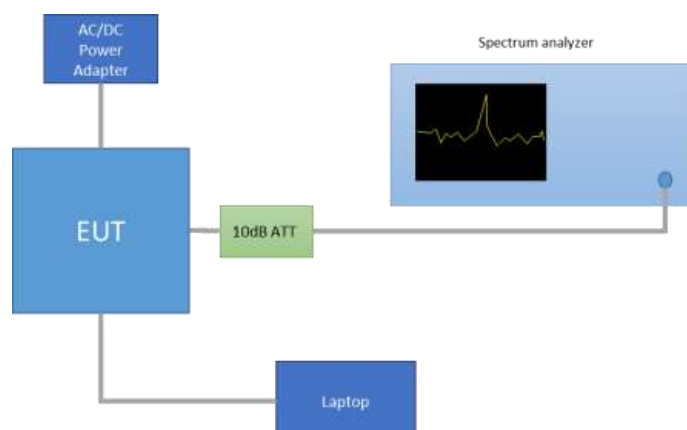 AC/DC
Power
Adapter
Spectrum analyzer
EUT
10dB ATT
Laptop